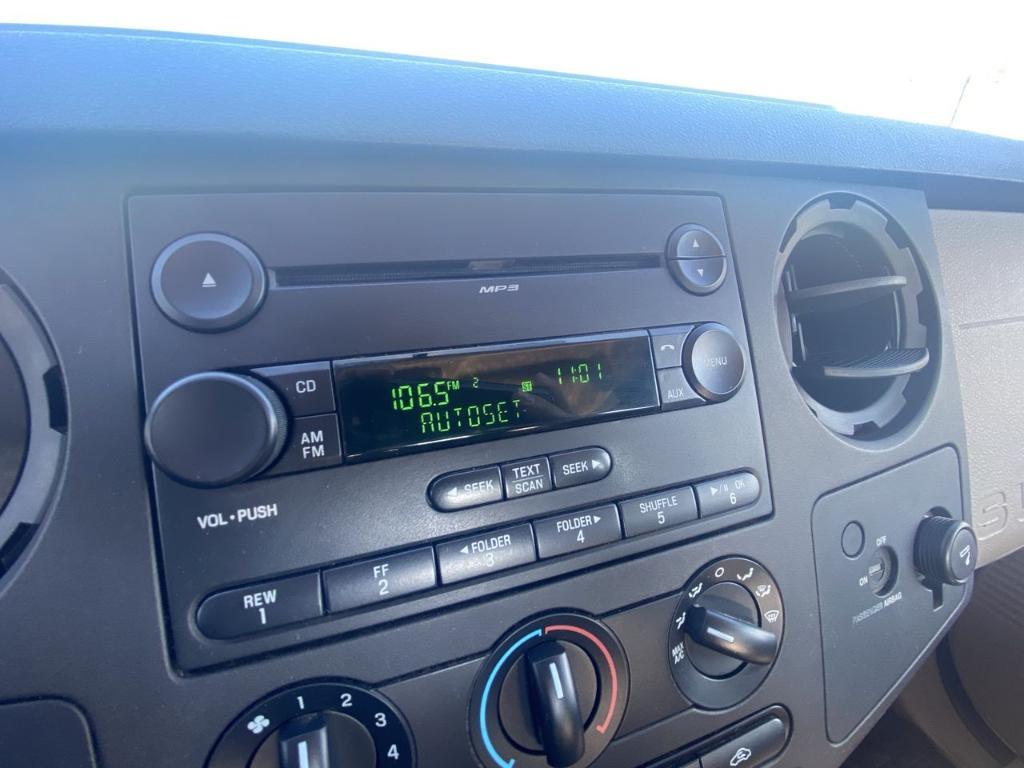 MP3
CD
106.5 FM 2 ST 11:01
MENU
AUTOSET
AUX
AM
FM
SEEK
TEXT
SCAN
SEEK
VOL•PUSH
REW
1
FF
2
FOLDER
3
FOLDER
4
SHUFFLE
5
OK
6
OFF
ON
PASSENGER AIRBAG
MAX
A/C
1
2
3
4